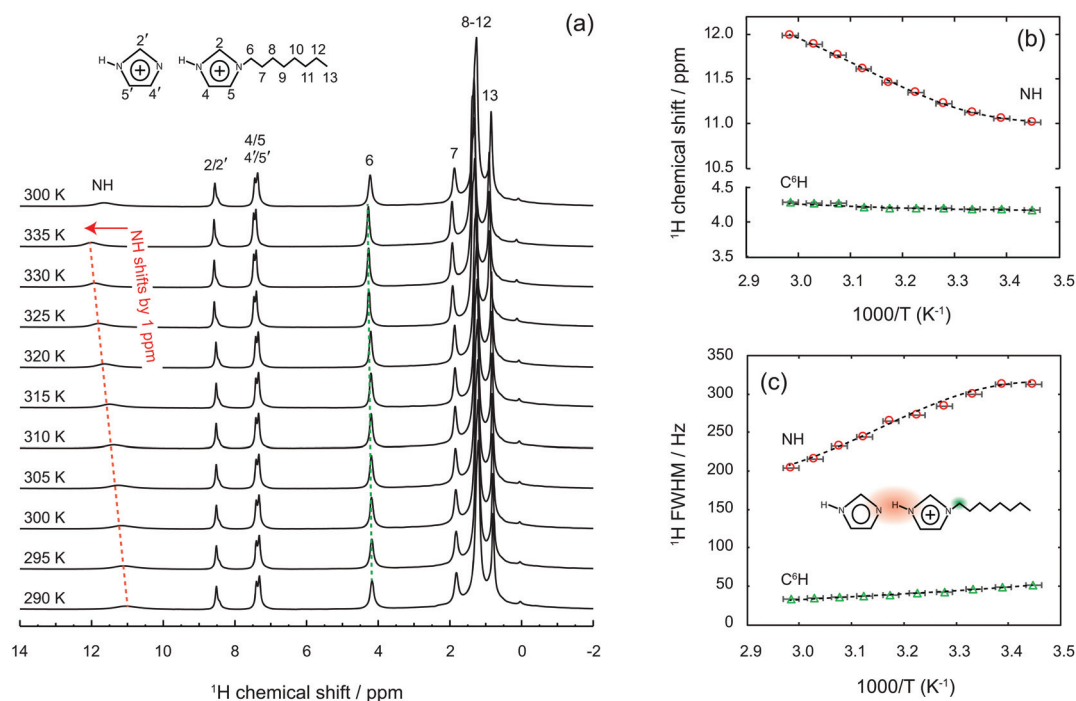 (a)
8-12
2′
H
N
N
5′ 4′
2
H
N
N
4 5
6 8 10 12
7 9 11 13
13
NH
2/2′
4/5
4′/5′
6
7
300 K
335 K
330 K
325 K
320 K
315 K
310 K
305 K
300 K
295 K
290 K
NH shifts by 1 ppm
14 12 10 8 6 4 2 0 -2
¹H chemical shift / ppm
(b)
¹H chemical shift / ppm
12.0
11.5
11.0
10.5
4.5
4.0
3.5
NH
C⁶H
2.9 3.0 3.1 3.2 3.3 3.4 3.5
1000/T (K⁻¹)
(c)
¹H FWHM / Hz
350
300
250
200
150
100
50
0
NH
H
N
N
H
N
N
C⁶H
2.9 3.0 3.1 3.2 3.3 3.4 3.5
1000/T (K⁻¹)